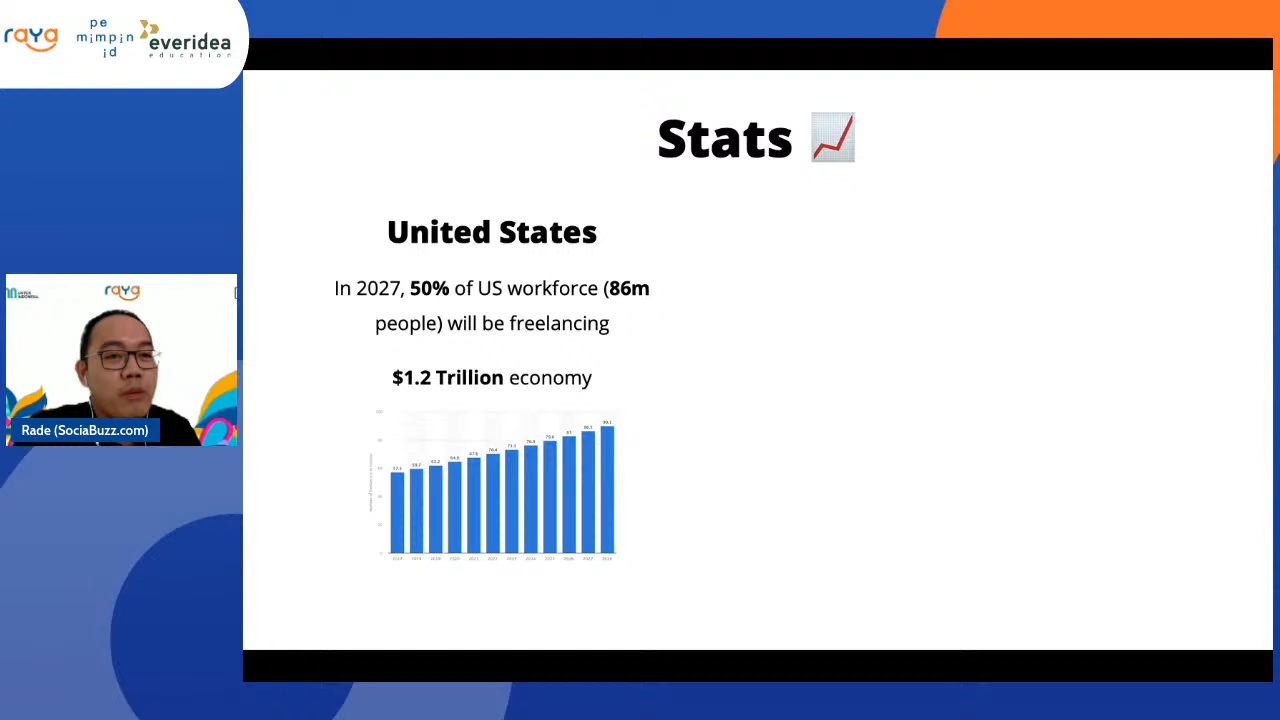 raya
pe
mimpin
id
everidea
education
Stats
United States
In 2027, 50% of US workforce (86m
people) will be freelancing
$1.2 Trillion economy
raya
Rade (SociaBuzz.com)